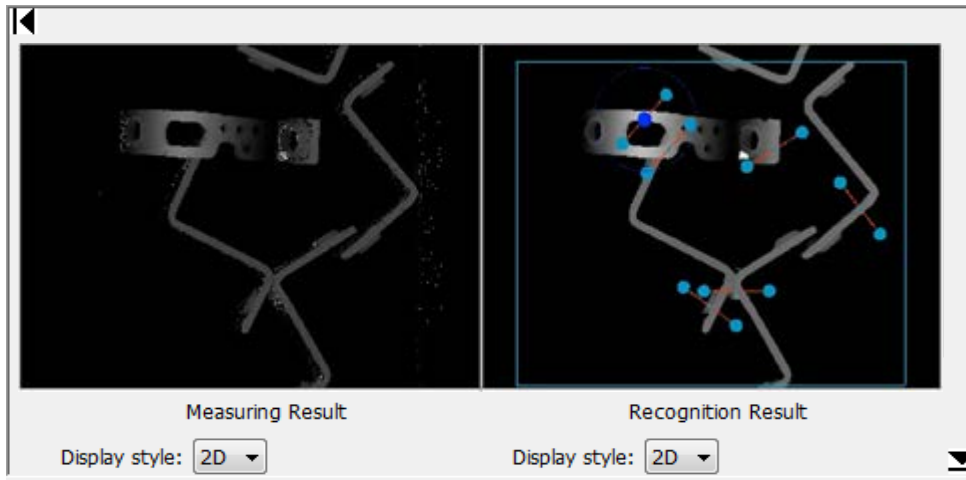 Measuring Result
Recognition Result
Display style: 2D
Display style: 2D